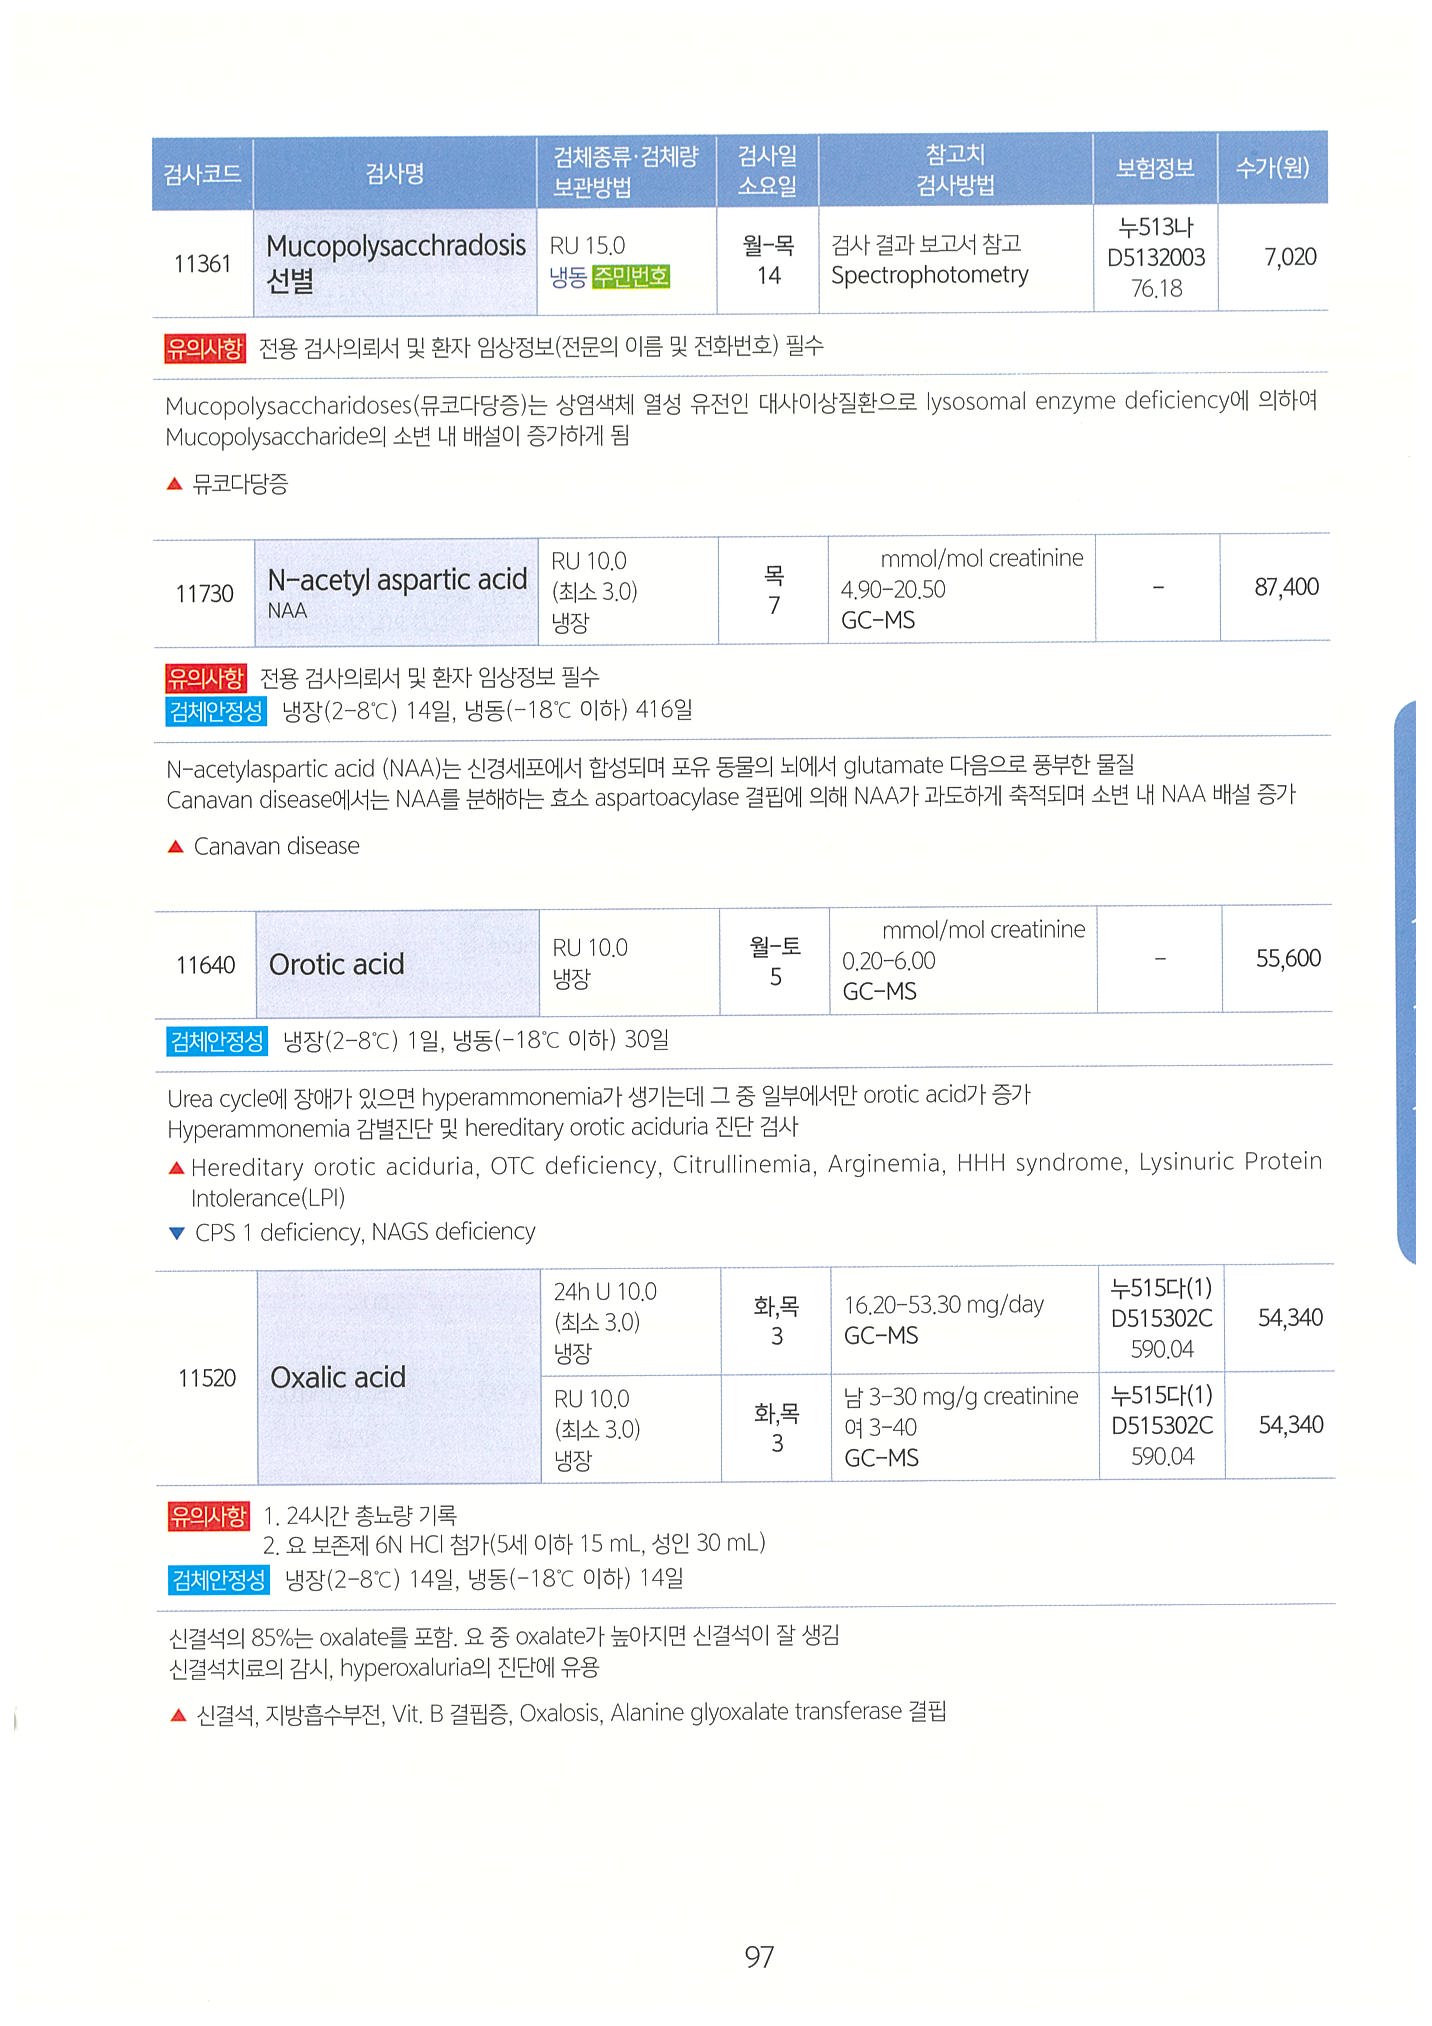 검사코드
검사명
검체종류·검체량
보관방법
검사일
소요일
참고치
검사방법
보험정보
수가(원)
11361
Mucopolysacchradosis
선별
RU 15.0
냉동 주민번호
월-목
14
검사 결과 보고서 참고
Spectrophotometry
누513나
D5132003
76.18
7,020
유의사항 전용 검사의뢰서 및 환자 임상정보(전문의 이름 및 전화번호) 필수
Mucopolysaccharidoses(뮤코다당증)는 상염색체 열성 유전인 대사이상질환으로 lysosomal enzyme deficiency에 의하여
Mucopolysaccharide의 소변 내 배설이 증가하게 됨
▲ 뮤코다당증
11730
N-acetyl aspartic acid
NAA
RU 10.0
(최소 3.0)
냉장
목
7
mmol/mol creatinine
4.90-20.50
GC-MS
-
87,400
유의사항 전용 검사의뢰서 및 환자 임상정보 필수
검체안정성 냉장(2-8℃) 14일, 냉동(-18℃ 이하) 416일
N-acetylaspartic acid (NAA)는 신경세포에서 합성되며 포유 동물의 뇌에서 glutamate 다음으로 풍부한 물질
Canavan disease에서는 NAA를 분해하는 효소 aspartoacylase 결핍에 의해 NAA가 과도하게 축적되며 소변 내 NAA 배설 증가
▲ Canavan disease
11640
Orotic acid
RU 10.0
냉장
월-토
5
mmol/mol creatinine
0.20-6.00
GC-MS
-
55,600
검체안정성 냉장(2-8℃) 1일, 냉동(-18℃ 이하) 30일
Urea cycle에 장애가 있으면 hyperammonemia가 생기는데 그 중 일부에서만 orotic acid가 증가
Hyperammonemia 감별진단 및 hereditary orotic aciduria 진단 검사
▲ Hereditary orotic aciduria, OTC deficiency, Citrullinemia, Arginemia, HHH syndrome, Lysinuric Protein
Intolerance(LPI)
▼ CPS 1 deficiency, NAGS deficiency
11520
Oxalic acid
24h U 10.0
(최소 3.0)
냉장
화,목
3
16.20-53.30 mg/day
GC-MS
누515다(1)
D515302C
590.04
54,340
RU 10.0
(최소 3.0)
냉장
화,목
3
남 3-30 mg/g creatinine
여 3-40
GC-MS
누515다(1)
D515302C
590.04
54,340
유의사항 1. 24시간 총뇨량 기록
2. 요 보존제 6N HCl 첨가(5세 이하 15 mL, 성인 30 mL)
검체안정성 냉장(2-8℃) 14일, 냉동(-18℃ 이하) 14일
신결석의 85%는 oxalate를 포함. 요 중 oxalate가 높아지면 신결석이 잘 생김
신결석치료의 감시, hyperoxaluria의 진단에 유용
▲ 신결석, 지방흡수부전, Vit. B 결핍증, Oxalosis, Alanine glyoxalate transferase 결핍
97